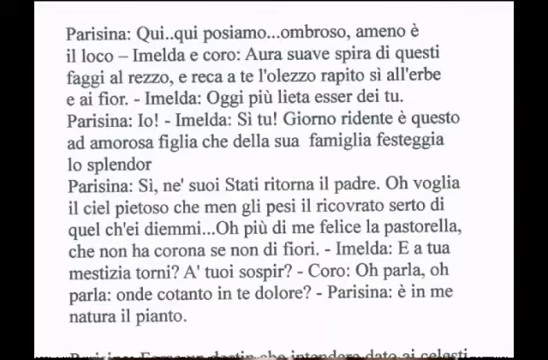 Parisina: Qui..qui posiamo...ombroso, ameno è
il loco – Imelda e coro: Aura suave spira di questi
faggi al rezzo, e reca a te l'olezzo rapito sì all'erbe
e ai fior. - Imelda: Oggi più lieta esser dei tu.
Parisina: Io! - Imelda: Sì tu! Giorno ridente è questo
ad amorosa figlia che della sua famiglia festeggia
lo splendor
Parisina: Sì, ne' suoi Stati ritorna il padre. Oh voglia
il ciel pietoso che men gli pesi il ricovrato serto di
quel ch'ei diemmi...Oh più di me felice la pastorella,
che non ha corona se non di fiori. - Imelda: E a tua
mestizia torni? A' tuoi sospir? - Coro: Oh parla, oh
parla: onde cotanto in te dolore? - Parisina: è in me
natura il pianto.